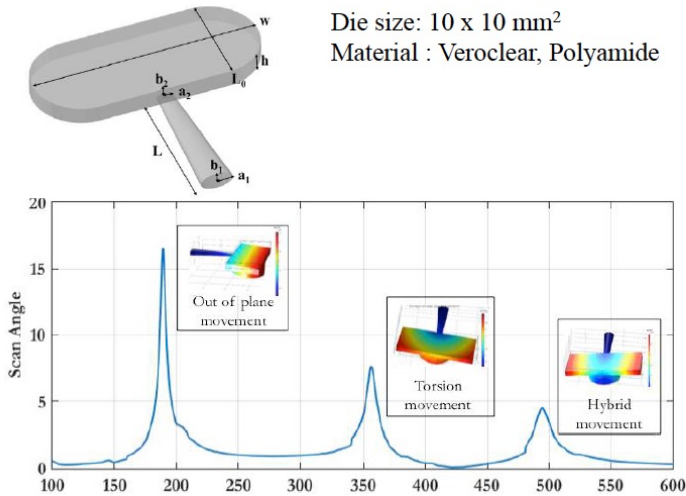 Die size: 10 x 10 mm²
Material : Veroclear, Polyamide
w
h
L₀
b₂
a₂
L
b₁
a₁
20
15
10
5
0
Scan Angle
Out of plane
movement
Torsion
movement
Hybrid
movement
100 150 200 250 300 350 400 450 500 550 600